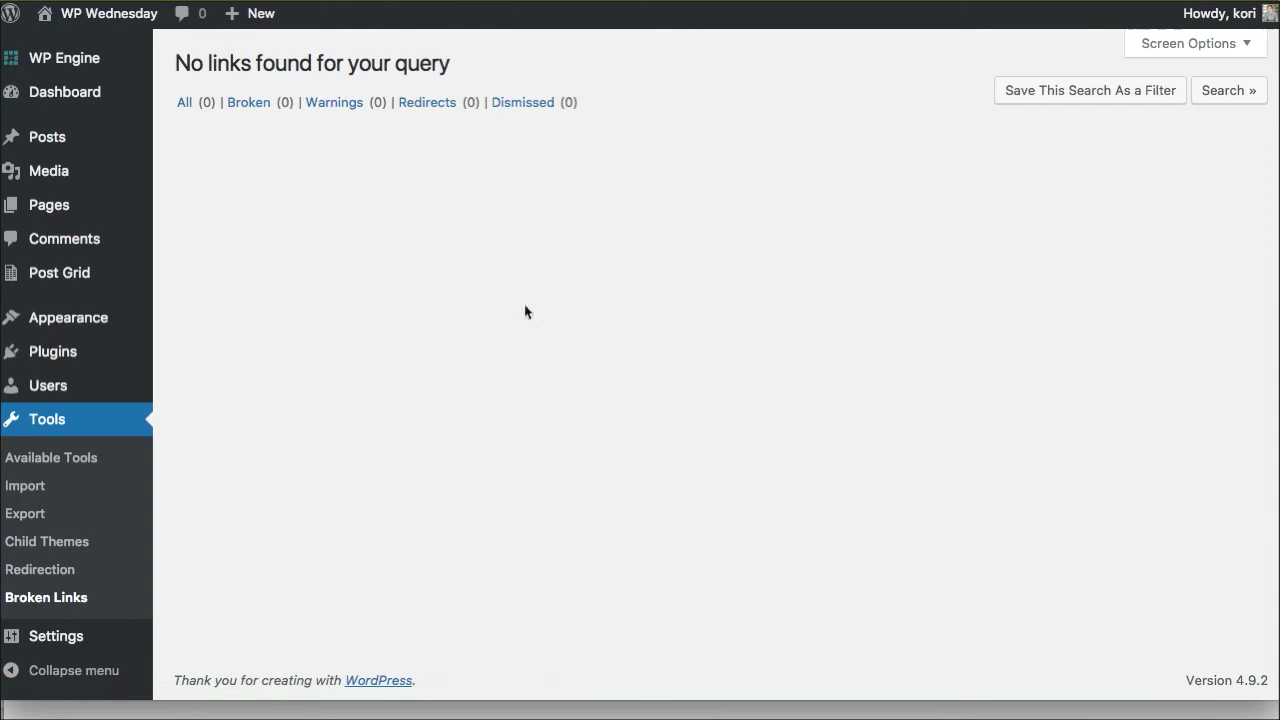 WP Wednesday 0 New Howdy, kori
WP Engine
Dashboard
Posts
Media
Pages
Comments
Post Grid
Appearance
Plugins
Users
Tools
Available Tools
Import
Export
Child Themes
Redirection
Broken Links
Settings
Collapse menu
Screen Options
No links found for your query
All (0) | Broken (0) | Warnings (0) | Redirects (0) | Dismissed (0)
Save This Search As a Filter Search »
Thank you for creating with WordPress. Version 4.9.2